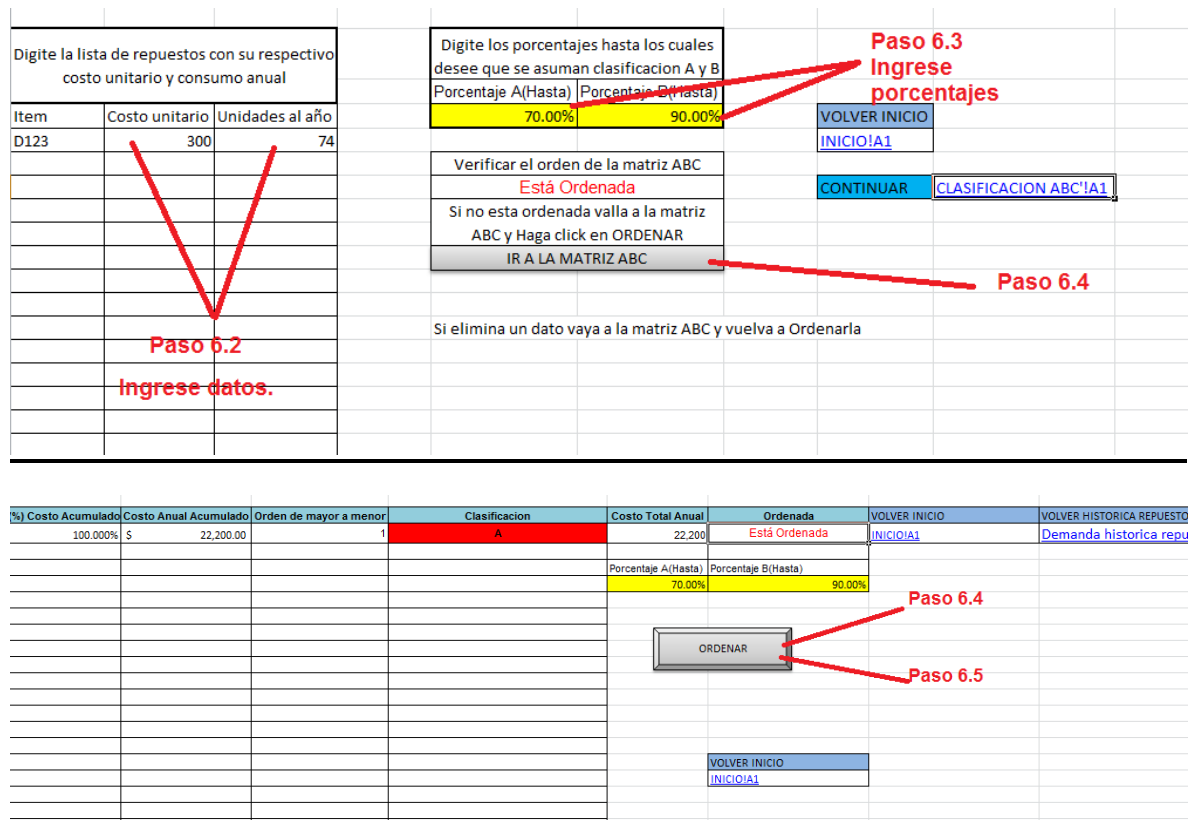 Digite la lista de repuestos con su respectivo
costo unitario y consumo anual
Item Costo unitario Unidades al año
D123 300 74
Paso 6.2
Ingrese datos.
Digite los porcentajes hasta los cuales
desee que se asuman clasificacion A y B
Porcentaje A(Hasta) Porcentaje B(Hasta)
70.00% 90.00%
Paso 6.3
Ingrese
porcentajes
Verificar el orden de la matriz ABC
Está Ordenada
Si no esta ordenada valla a la matriz
ABC y Haga click en ORDENAR
IR A LA MATRIZ ABC
Paso 6.4
Si elimina un dato vaya a la matriz ABC y vuelva a Ordenarla
VOLVER INICIO
INICIO!A1
CONTINUAR CLASIFICACION ABC'!A1
%) Costo Acumulado Costo Anual Acumulado Orden de mayor a menor Clasificacion Costo Total Anual Ordenada VOLVER INICIO VOLVER HISTORICA REPUESTO
100.000% $ 22,200.00 1 A 22,200 Está Ordenada INICIO!A1 Demanda historica repu
Porcentaje A(Hasta) Porcentaje B(Hasta)
70.00% 90.00%
Paso 6.4
ORDENAR
Paso 6.5
VOLVER INICIO
INICIO!A1